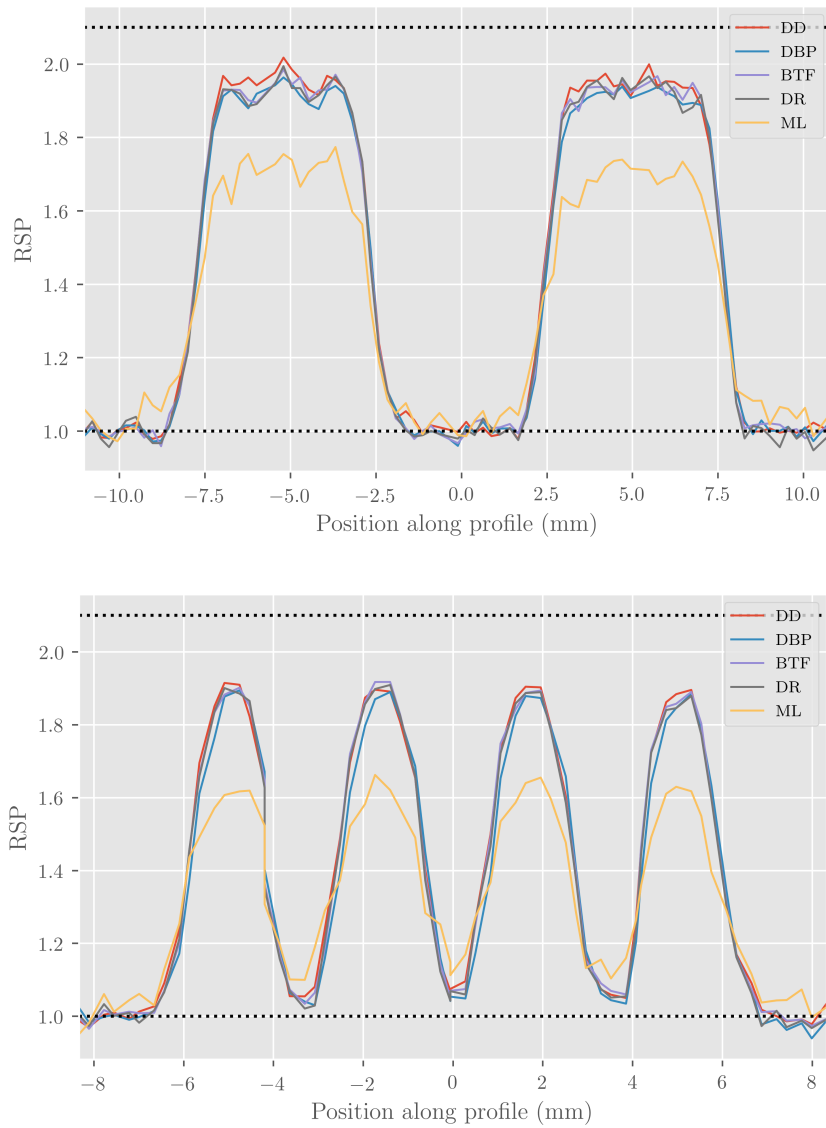 2.0
1.8
1.6
1.4
1.2
1.0
RSP
DD
DBP
BTF
DR
ML
−10.0 −7.5 −5.0 −2.5 0.0 2.5 5.0 7.5 10.0
Position along profile (mm)
2.0
1.8
1.6
1.4
1.2
1.0
RSP
DD
DBP
BTF
DR
ML
−8 −6 −4 −2 0 2 4 6 8
Position along profile (mm)